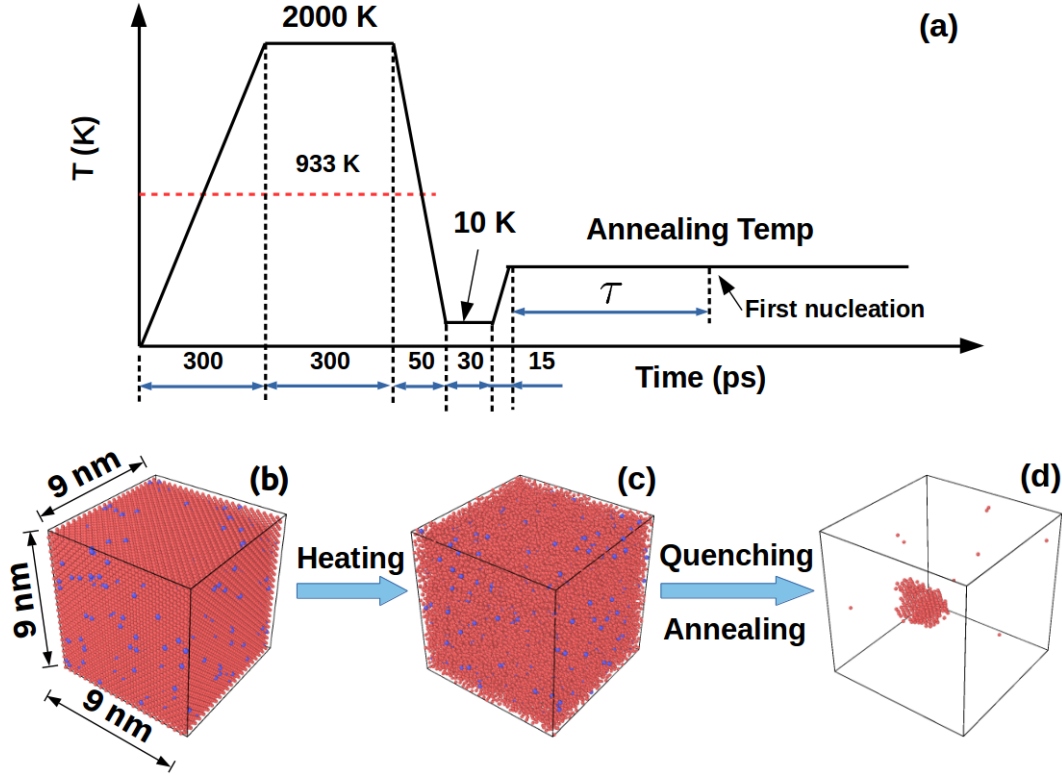 2000 K
(a)
T (K)
933 K
10 K
Annealing Temp
τ
First nucleation
300
300
50
30
15
Time (ps)
9 nm
9 nm
9 nm
(b)
Heating
(c)
Quenching
Annealing
(d)